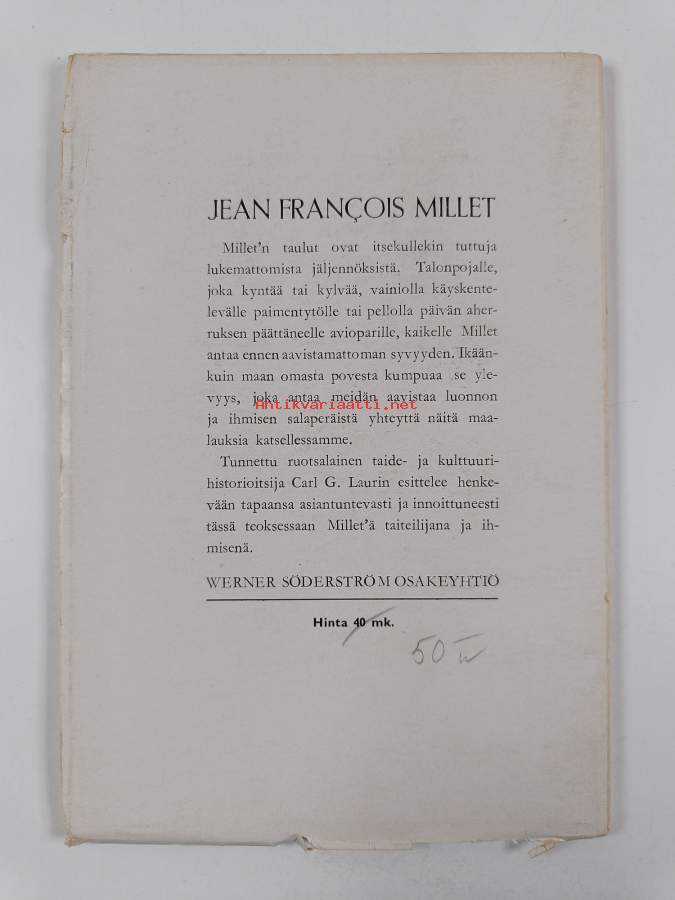 JEAN FRANÇOIS MILLET
Millet'n taulut ovat itsekullekin tuttuja
lukemattomista jäljennöksistä. Talonpojalle,
joka kyntää tai kylvää, vainiolla käyskente-
levälle paimentytölle tai pellolla päivän aher-
ruksen päättäneelle avioparille, kaikelle Millet
antaa ennen aavistamattoman syvyyden. Ikään-
kuin maan omasta povesta kumpuaa se yle-
vyys, joka antaa meidän aavistaa luonnon
Antikvariaatti.net
ja ihmisen salaperäistä yhteyttä näitä maa-
lauksia katsellessamme.
Tunnettu ruotsalainen taide- ja kulttuuri-
historioitsija Carl G. Laurin esittelee henke-
vään tapaansa asiantuntevasti ja innoittuneesti
tässä teoksessaan Millet'ä taiteilijana ja ih-
misenä.
WERNER SÖDERSTRÖM OSAKEYHTIÖ
Hinta 40 mk.
50